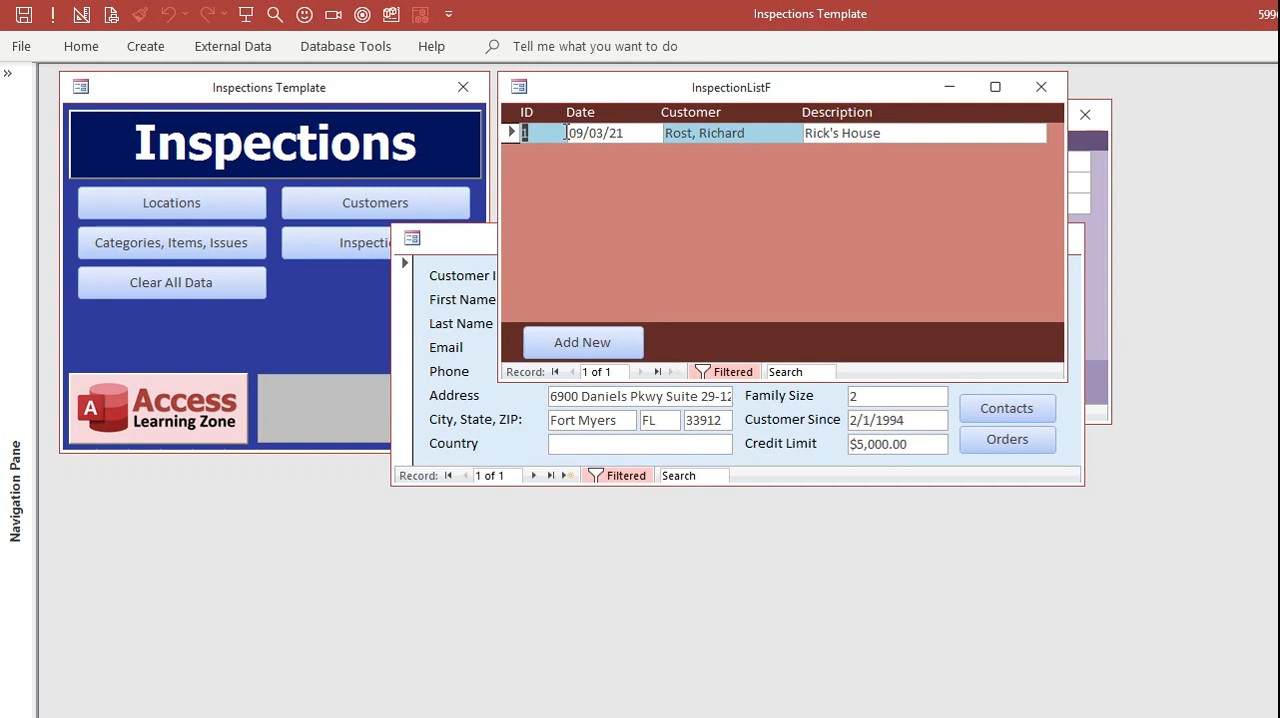 Inspections Template
599
File Home Create External Data Database Tools Help Tell me what you want to do
»
Navigation Pane
Inspections Template
Inspections
Locations Customers
Categories, Items, Issues Inspecti
Clear All Data
A Access
Learning Zone
InspectionListF
ID Date Customer Description
1 09/03/21 Rost, Richard Rick's House
Add New
Record: 1 of 1 Filtered Search
Customer I
First Name
Last Name
Email
Phone
Address 6900 Daniels Pkwy Suite 29-12 Family Size 2 Contacts
City, State, ZIP: Fort Myers FL 33912 Customer Since 2/1/1994
Country Credit Limit $5,000.00 Orders
Record: 1 of 1 Filtered Search